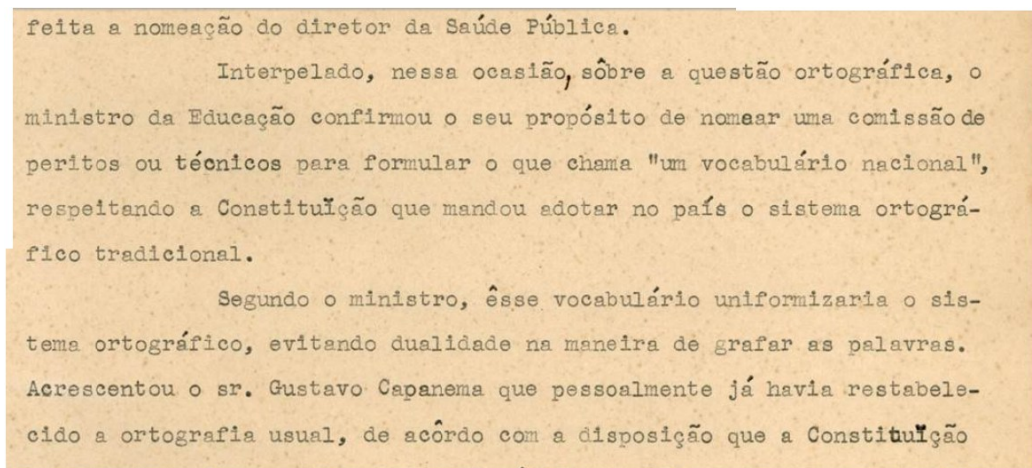 feita a nomeação do diretor da Saúde Pública.
Interpelado, nessa ocasião, sôbre a questão ortográfica, o
ministro da Educação confirmou o seu propósito de nomear uma comissão de
peritos ou técnicos para formular o que chama "um vocabulário nacional",
respeitando a Constituïção que mandou adotar no país o sistema ortográ-
fico tradicional.
Segundo o ministro, êsse vocabulário uniformizaria o sis-
tema ortográfico, evitando dualidade na maneira de grafar as palavras.
Acrescentou o sr. Gustavo Capanema que pessoalmente já havia restabele-
cido a ortografia usual, de acôrdo com a disposição que a Constituïção